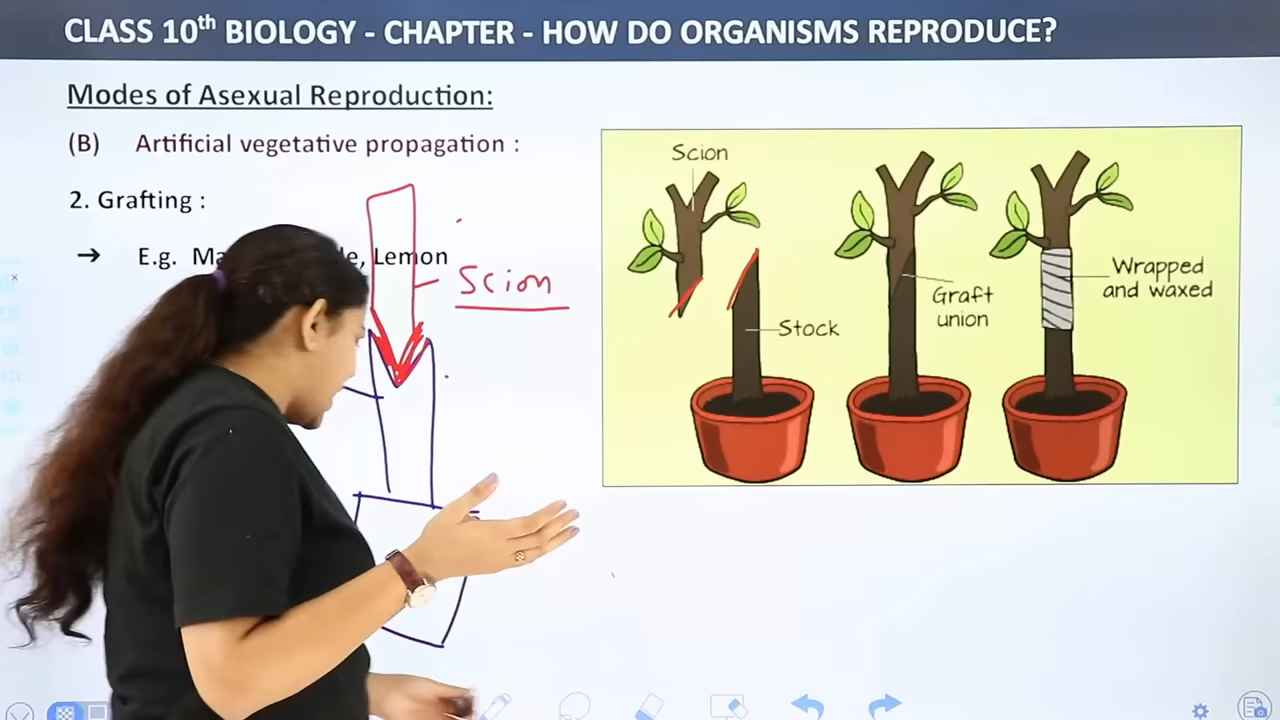 CLASS 10th BIOLOGY - CHAPTER - HOW DO ORGANISMS REPRODUCE?
Modes of Asexual Reproduction:
(B) Artificial vegetative propagation :
2. Grafting :
➔ E.g. Lemon
Scion
Scion
Stock
Graft
union
Wrapped
and waxed